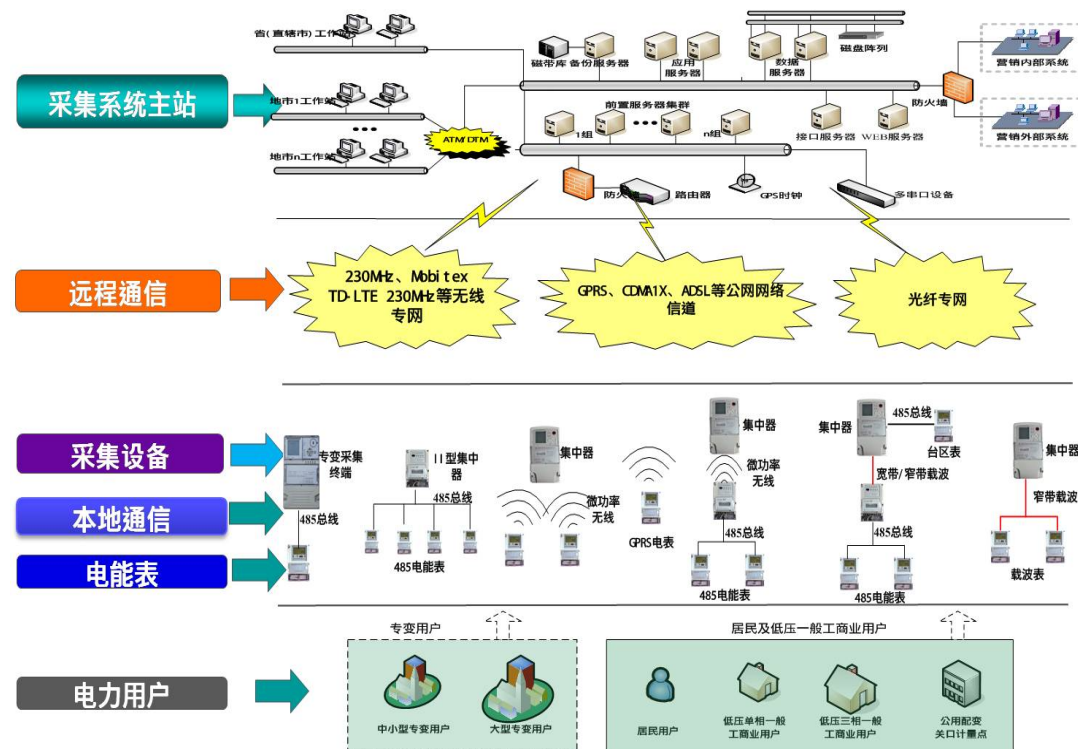 省(直辖市)工作站
磁带库 备份服务器
应用
服务器
数据
服务器
磁盘阵列
营销内部系统
采集系统主站
地市1工作站
前置服务器集群
防火墙
1组
n组
接口服务器
WEB服务器
ATM/DTM
地市n工作站
营销外部系统
防火墙
路由器
GPS时钟
多串口设备
远程通信
230MHz、Mobitex
TD-LTE 230MHz等无线
专网
GPRS、CDMA1X、ADSL等公网网络
信道
光纤专网
采集设备
专变采集
终端
II型集中
器
集中器
集中器
微功率
无线
集中器
485总线
台区表
集中器
宽带/窄带载波
本地通信
485总线
485总线
微功率
无线
GPRS电表
485总线
485总线
窄带载波
电能表
485电能表
485电能表
485电能表
载波表
专变用户
居民及低压一般工商业用户
电力用户
中小型专变用户
大型专变用户
居民用户
低压单相一般
工商业用户
低压三相一般
工商业用户
公用配变
关口计量点